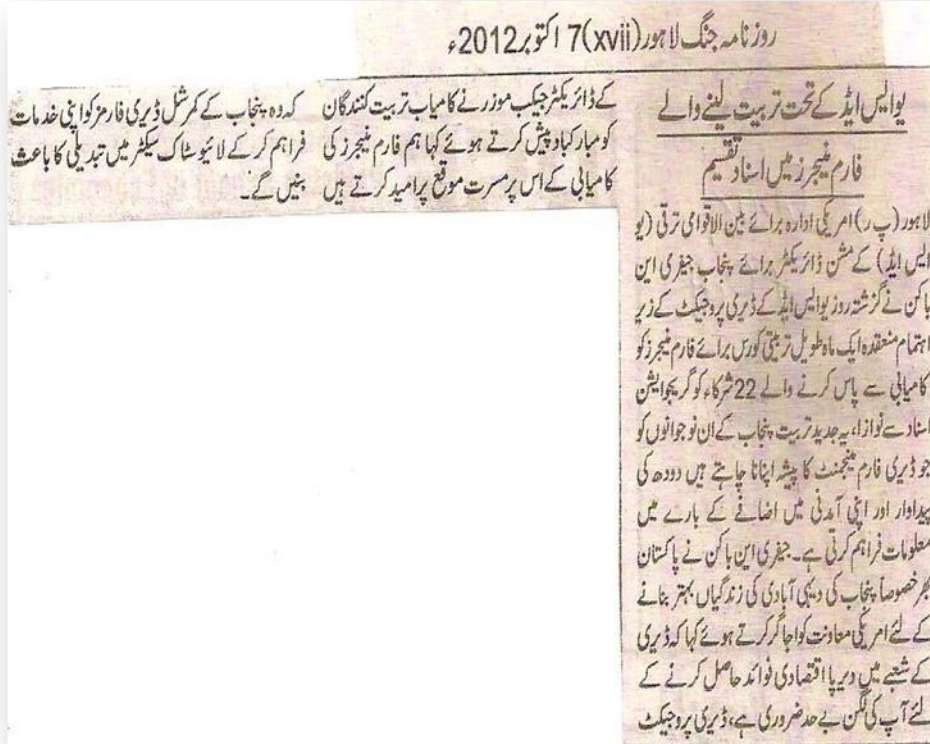 روزنامہ جنگ لاہور (xvii) 7 اکتوبر 2012ء
یو ایس ایڈ کے تحت تربیت لینے والے
فارم منیجرز میں اسناد تقسیم
لاہور (پ ر) امریکی ادارہ برائے بین الاقوامی ترقی (یو
ایس ایڈ) کے مشن ڈائریکٹر برائے پنجاب جیفری این
باکن نے گزشتہ روز یو ایس ایڈ کے ڈیری پروجیکٹ کے زیر
اہتمام منعقدہ ایک ماہ طویل تربیتی کورس برائے فارم منیجرز کو
کامیابی سے پاس کرنے والے 22 شرکاء کو گریجوایشن
اسناد سے نوازا، یہ جدید تربیت پنجاب کے ان نوجوانوں کو
جو ڈیری فارم منیجمنٹ کا پیشہ اپنانا چاہتے ہیں دودھ کی
پیداوار اور اپنی آمدنی میں اضافے کے بارے میں
معلومات فراہم کرتی ہے۔ جیفری این باکن نے پاکستان
بھر خصوصاً پنجاب کی دیہی آبادی کی زندگیاں بہتر بنانے
کے لئے امریکی معاونت کو اجاگر کرتے ہوئے کہا کہ ڈیری
کے شعبے میں دیرپا اقتصادی فوائد حاصل کرنے کے
لئے آپ کی لگن بے حد ضروری ہے، ڈیری پروجیکٹ
کے ڈائریکٹر جیکب موزر نے کامیاب تربیت کنندگان
کو مبارکباد پیش کرتے ہوئے کہا ہم فارم منیجرز کی
کامیابی کے اس پرمسرت موقع پر امید کرتے ہیں
کہ وہ پنجاب کے کمرشل ڈیری فارمز کو اپنی خدمات
فراہم کر کے لائیو سٹاک سیکٹر میں تبدیلی کا باعث
بنیں گے۔